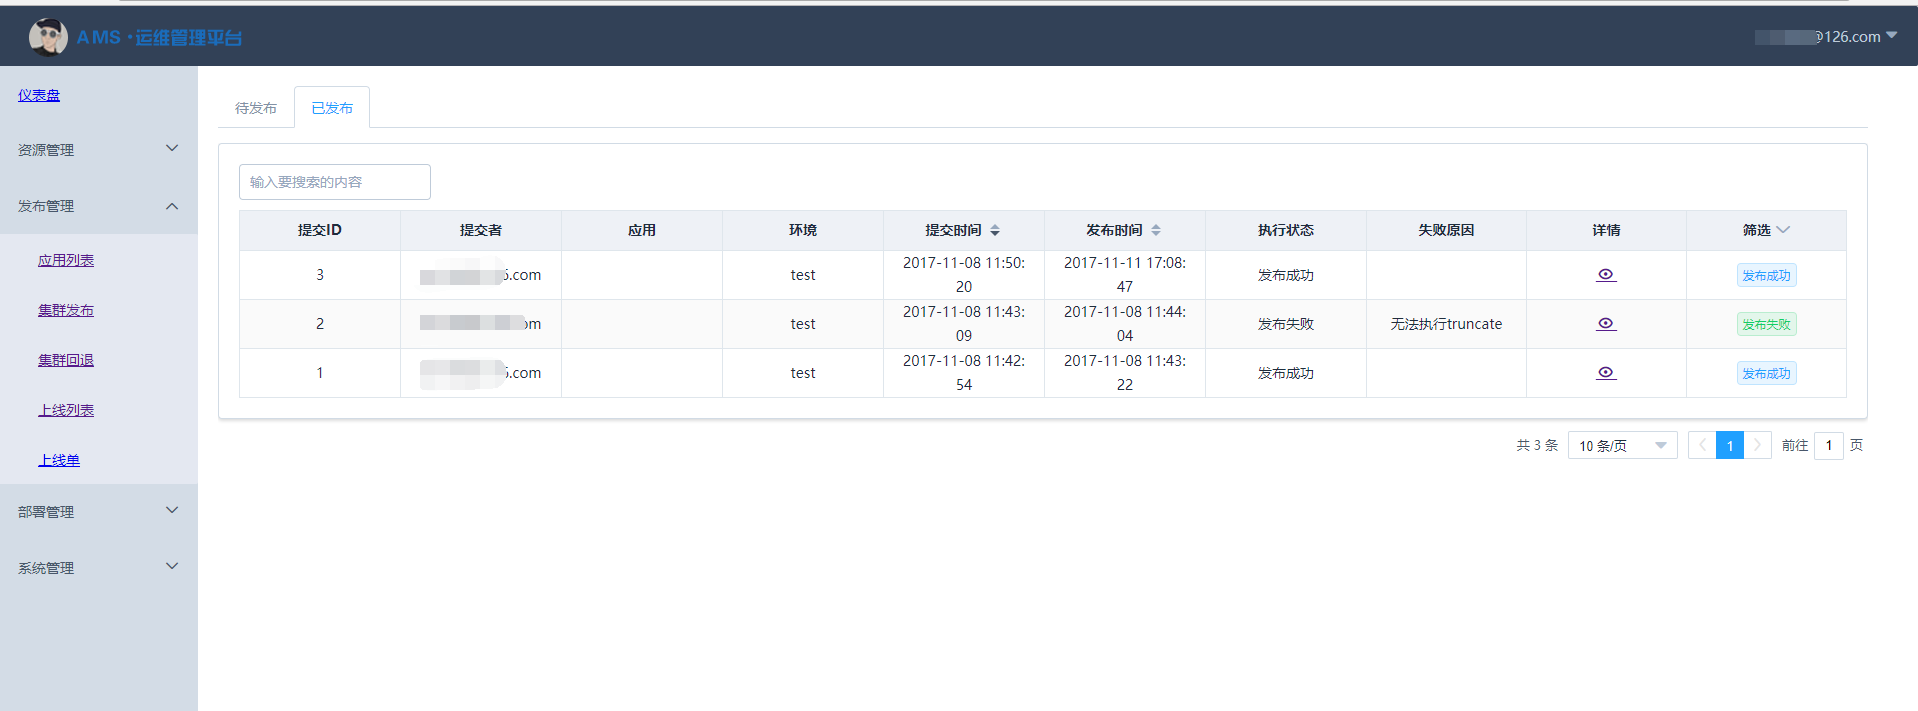 AMS·运维管理平台
@126.com
仪表盘
资源管理
发布管理
应用列表
集群发布
集群回退
上线列表
上线单
部署管理
系统管理
待发布 已发布
输入要搜索的内容
提交ID 提交者 应用 环境 提交时间 发布时间 执行状态 失败原因 详情 筛选
3 .com test 2017-11-08 11:50: 2017-11-11 17:08: 发布成功 发布成功
20 47
2 om test 2017-11-08 11:43: 2017-11-08 11:44: 发布失败 无法执行truncate 发布失败
09 04
1 .com test 2017-11-08 11:42: 2017-11-08 11:43: 发布成功 发布成功
54 22
共 3 条 10 条/页 1 前往 1 页